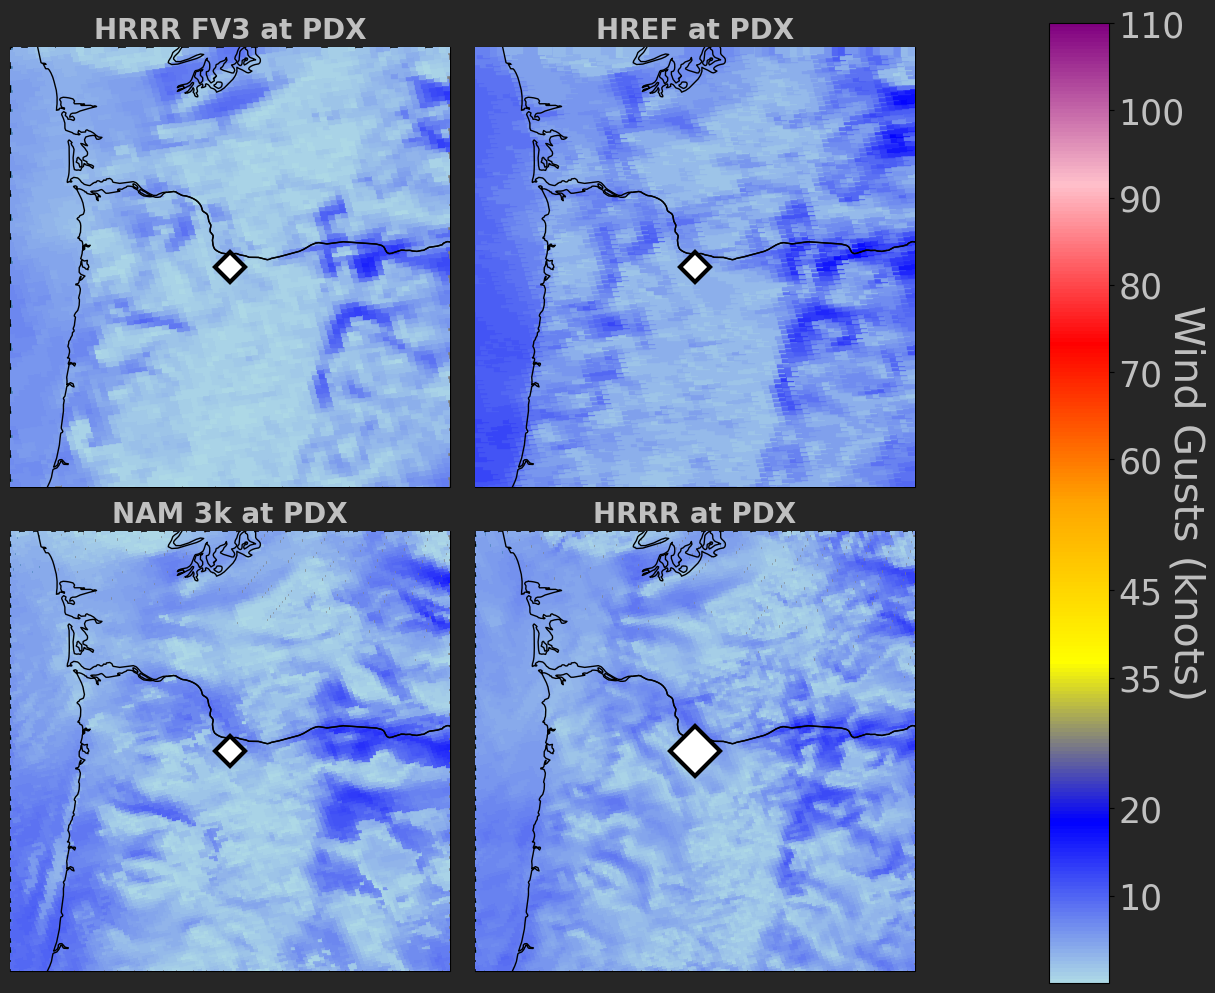 HRRR FV3 at PDX
HREF at PDX
NAM 3k at PDX
HRRR at PDX
110
100
90
80
70
60
45
35
20
10
Wind Gusts (knots)